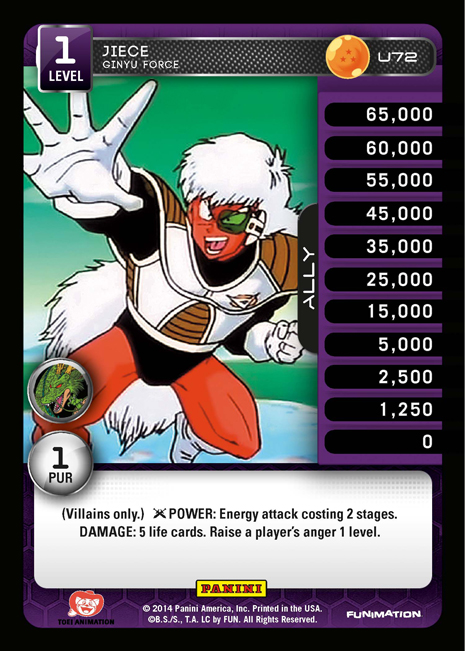 1
LEVEL
JIECE
GINYU FORCE
U72
65,000
60,000
55,000
45,000
35,000
25,000
15,000
5,000
2,500
1,250
0
ALLY
1
PUR
(Villains only.) POWER: Energy attack costing 2 stages.
DAMAGE: 5 life cards. Raise a player's anger 1 level.
PANINI
TOEI ANIMATION
© 2014 Panini America, Inc. Printed in the USA.
©B.S./S., T.A. LC by FUN. All Rights Reserved.
FUNIMATION